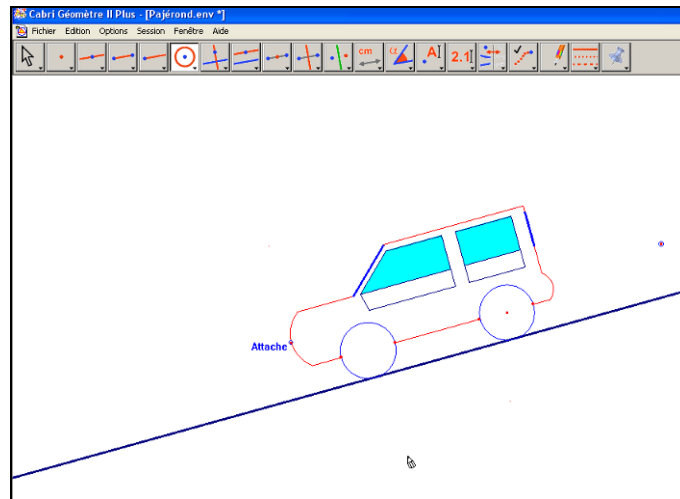 Cabri Géomètre II Plus - [Pajérond.env *]
Fichier Edition Options Session Fenêtre Aide
cm α A 2.1
Attache